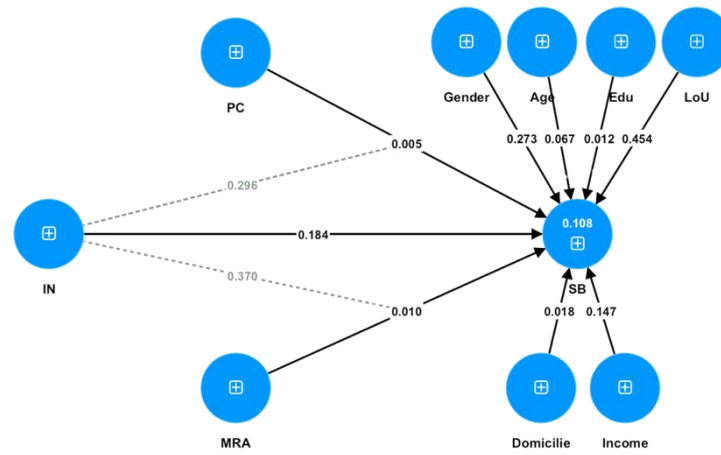 PC
Gender
Age
Edu
LoU
0.005
0.273
0.067
0.012
0.454
0.296
0.108
0.184
IN
SB
0.370
0.010
0.018
0.147
MRA
Domicilie
Income